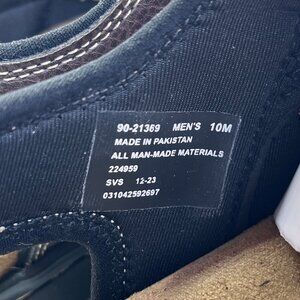 90-21369 MEN'S 10M
MADE IN PAKISTAN
ALL MAN-MADE MATERIALS
224959
SVS 12-23
031042592697